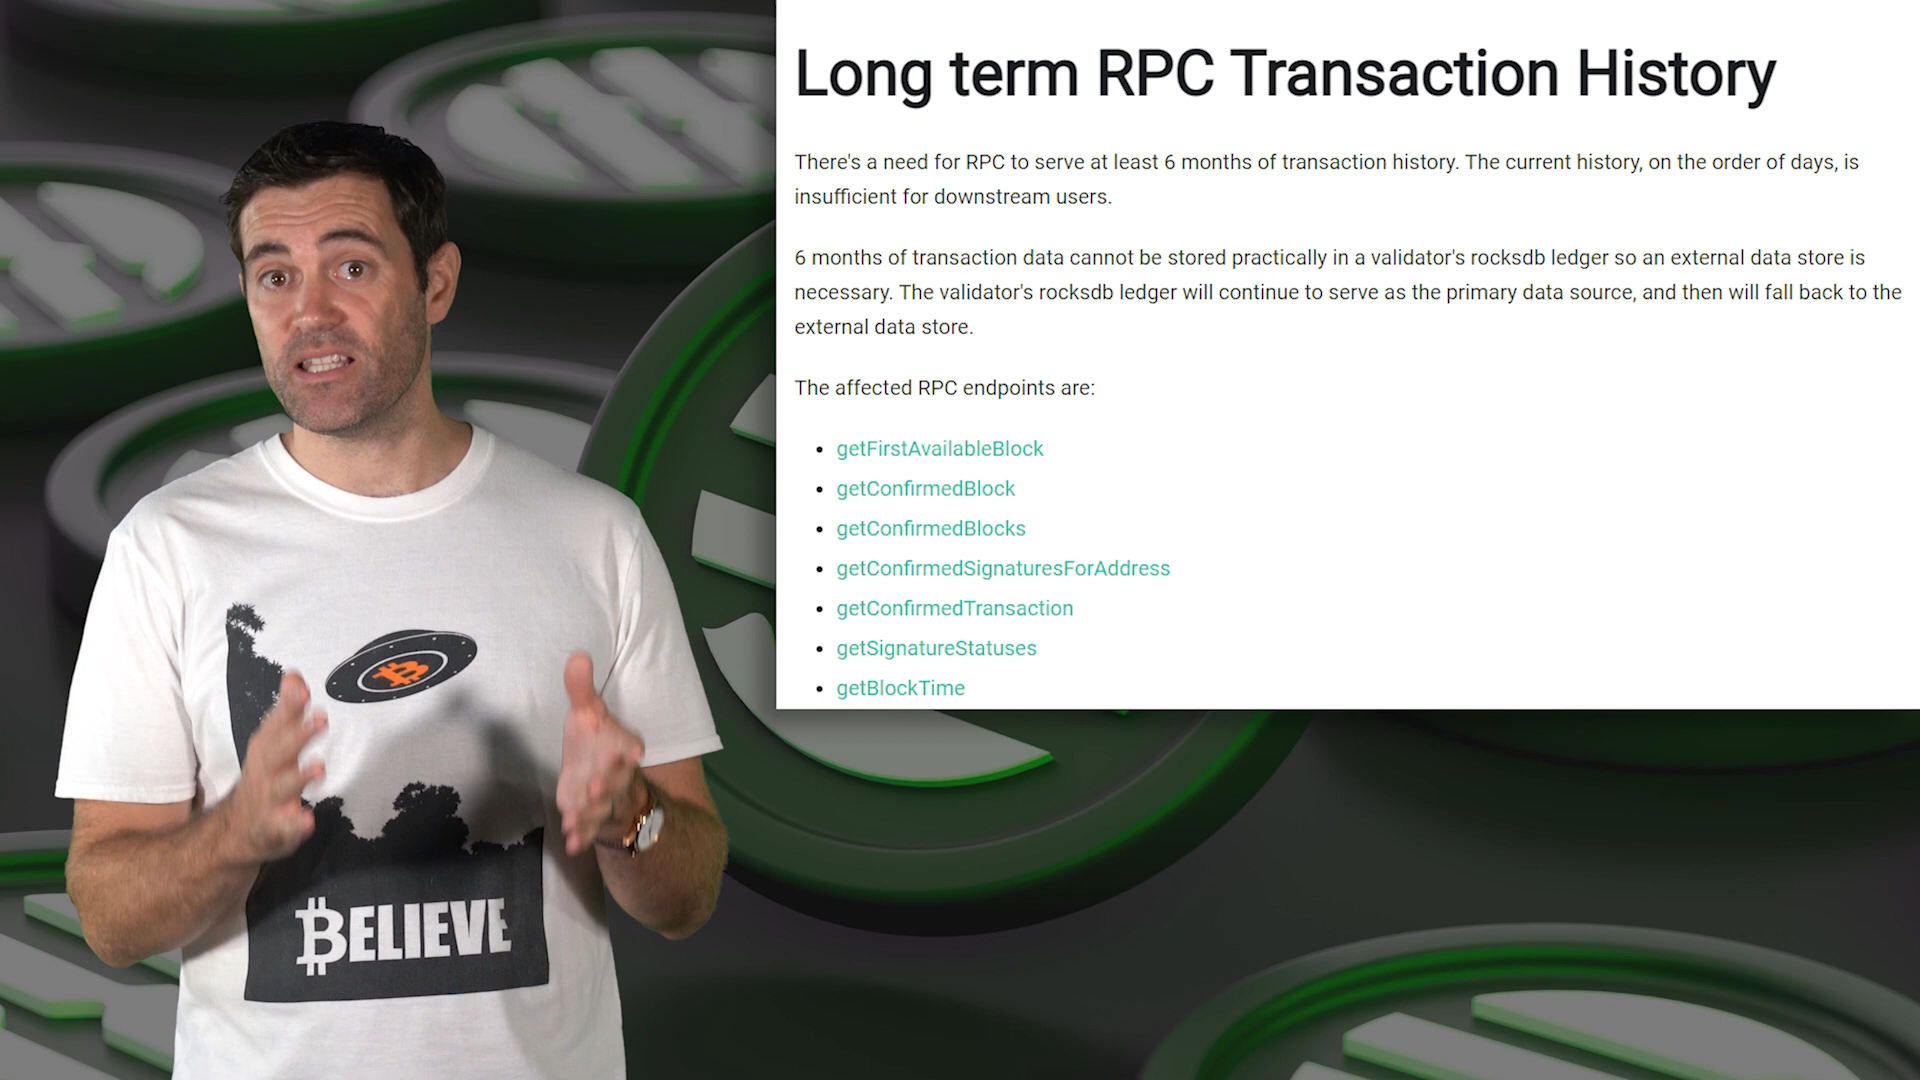 Long term RPC Transaction History
There's a need for RPC to serve at least 6 months of transaction history. The current history, on the order of days, is
insufficient for downstream users.
6 months of transaction data cannot be stored practically in a validator's rocksdb ledger so an external data store is
necessary. The validator's rocksdb ledger will continue to serve as the primary data source, and then will fall back to the
external data store.
The affected RPC endpoints are:
• getFirstAvailableBlock
• getConfirmedBlock
• getConfirmedBlocks
• getConfirmedSignaturesForAddress
• getConfirmedTransaction
• getSignatureStatuses
• getBlockTime
₿
₿ELIEVE